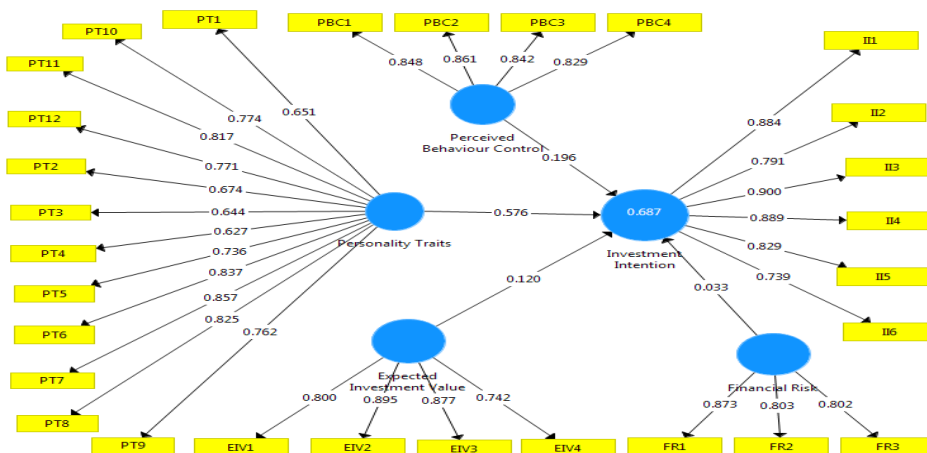 PT1
PBC1
PBC2
PBC3
PBC4
PT10
II1
PT11
0.848
0.861
0.842
0.829
0.774
0.651
II2
PT12
0.817
Perceived
Behaviour Control
0.884
0.791
0.771
0.196
II3
PT2
0.674
0.900
PT3
0.644
0.576
0.687
0.889
II4
0.627
Personality Traits
PT4
0.736
Investment
Intention
0.829
II5
PT5
0.837
0.120
0.739
0.857
0.033
PT6
0.825
0.762
II6
PT7
Expected
Investment Value
Financial Risk
0.800
0.895
0.877
0.742
0.873
0.803
0.802
PT8
PT9
EIV1
EIV2
EIV3
EIV4
FR1
FR2
FR3